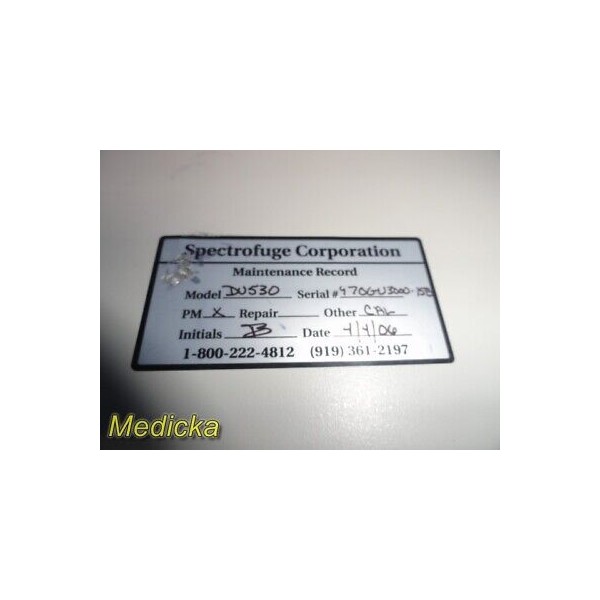 Spectrofuge Corporation
Maintenance Record
Model DU530 Serial #
PM X Repair Other CAL
Initials Date 4/4/06
1-800-222-4812 (919) 361-2197
Medicka